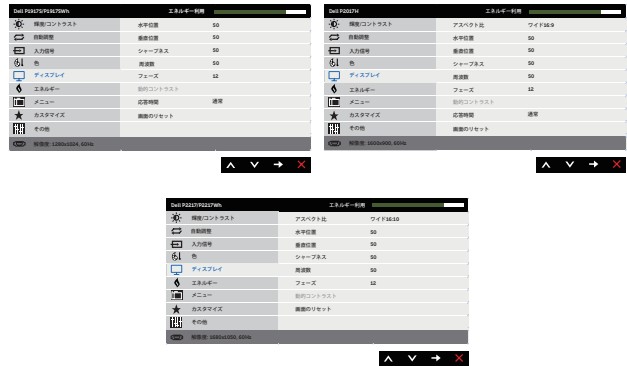 Dell P1917S/P1917SWh エネルギー利用
輝度/コントラスト 水平位置 50
自動調整 垂直位置 50
入力信号 シャープネス 50
色 周波数 50
ディスプレイ フェーズ 12
エネルギー 動的コントラスト
メニュー 応答時間 通常
カスタマイズ 画面のリセット
その他
解像度: 1280x1024, 60Hz
Dell P2017H エネルギー利用
輝度/コントラスト アスペクト比 ワイド16:9
自動調整 水平位置 50
入力信号 垂直位置 50
色 シャープネス 50
ディスプレイ 周波数 50
エネルギー フェーズ 12
メニュー 動的コントラスト
カスタマイズ 応答時間 通常
その他 画面のリセット
解像度: 1600x900, 60Hz
Dell P2217/P2217Wh エネルギー利用
輝度/コントラスト アスペクト比 ワイド16:10
自動調整 水平位置 50
入力信号 垂直位置 50
色 シャープネス 50
ディスプレイ 周波数 50
エネルギー フェーズ 12
メニュー 動的コントラスト
カスタマイズ 画面のリセット
その他
解像度: 1680x1050, 60Hz